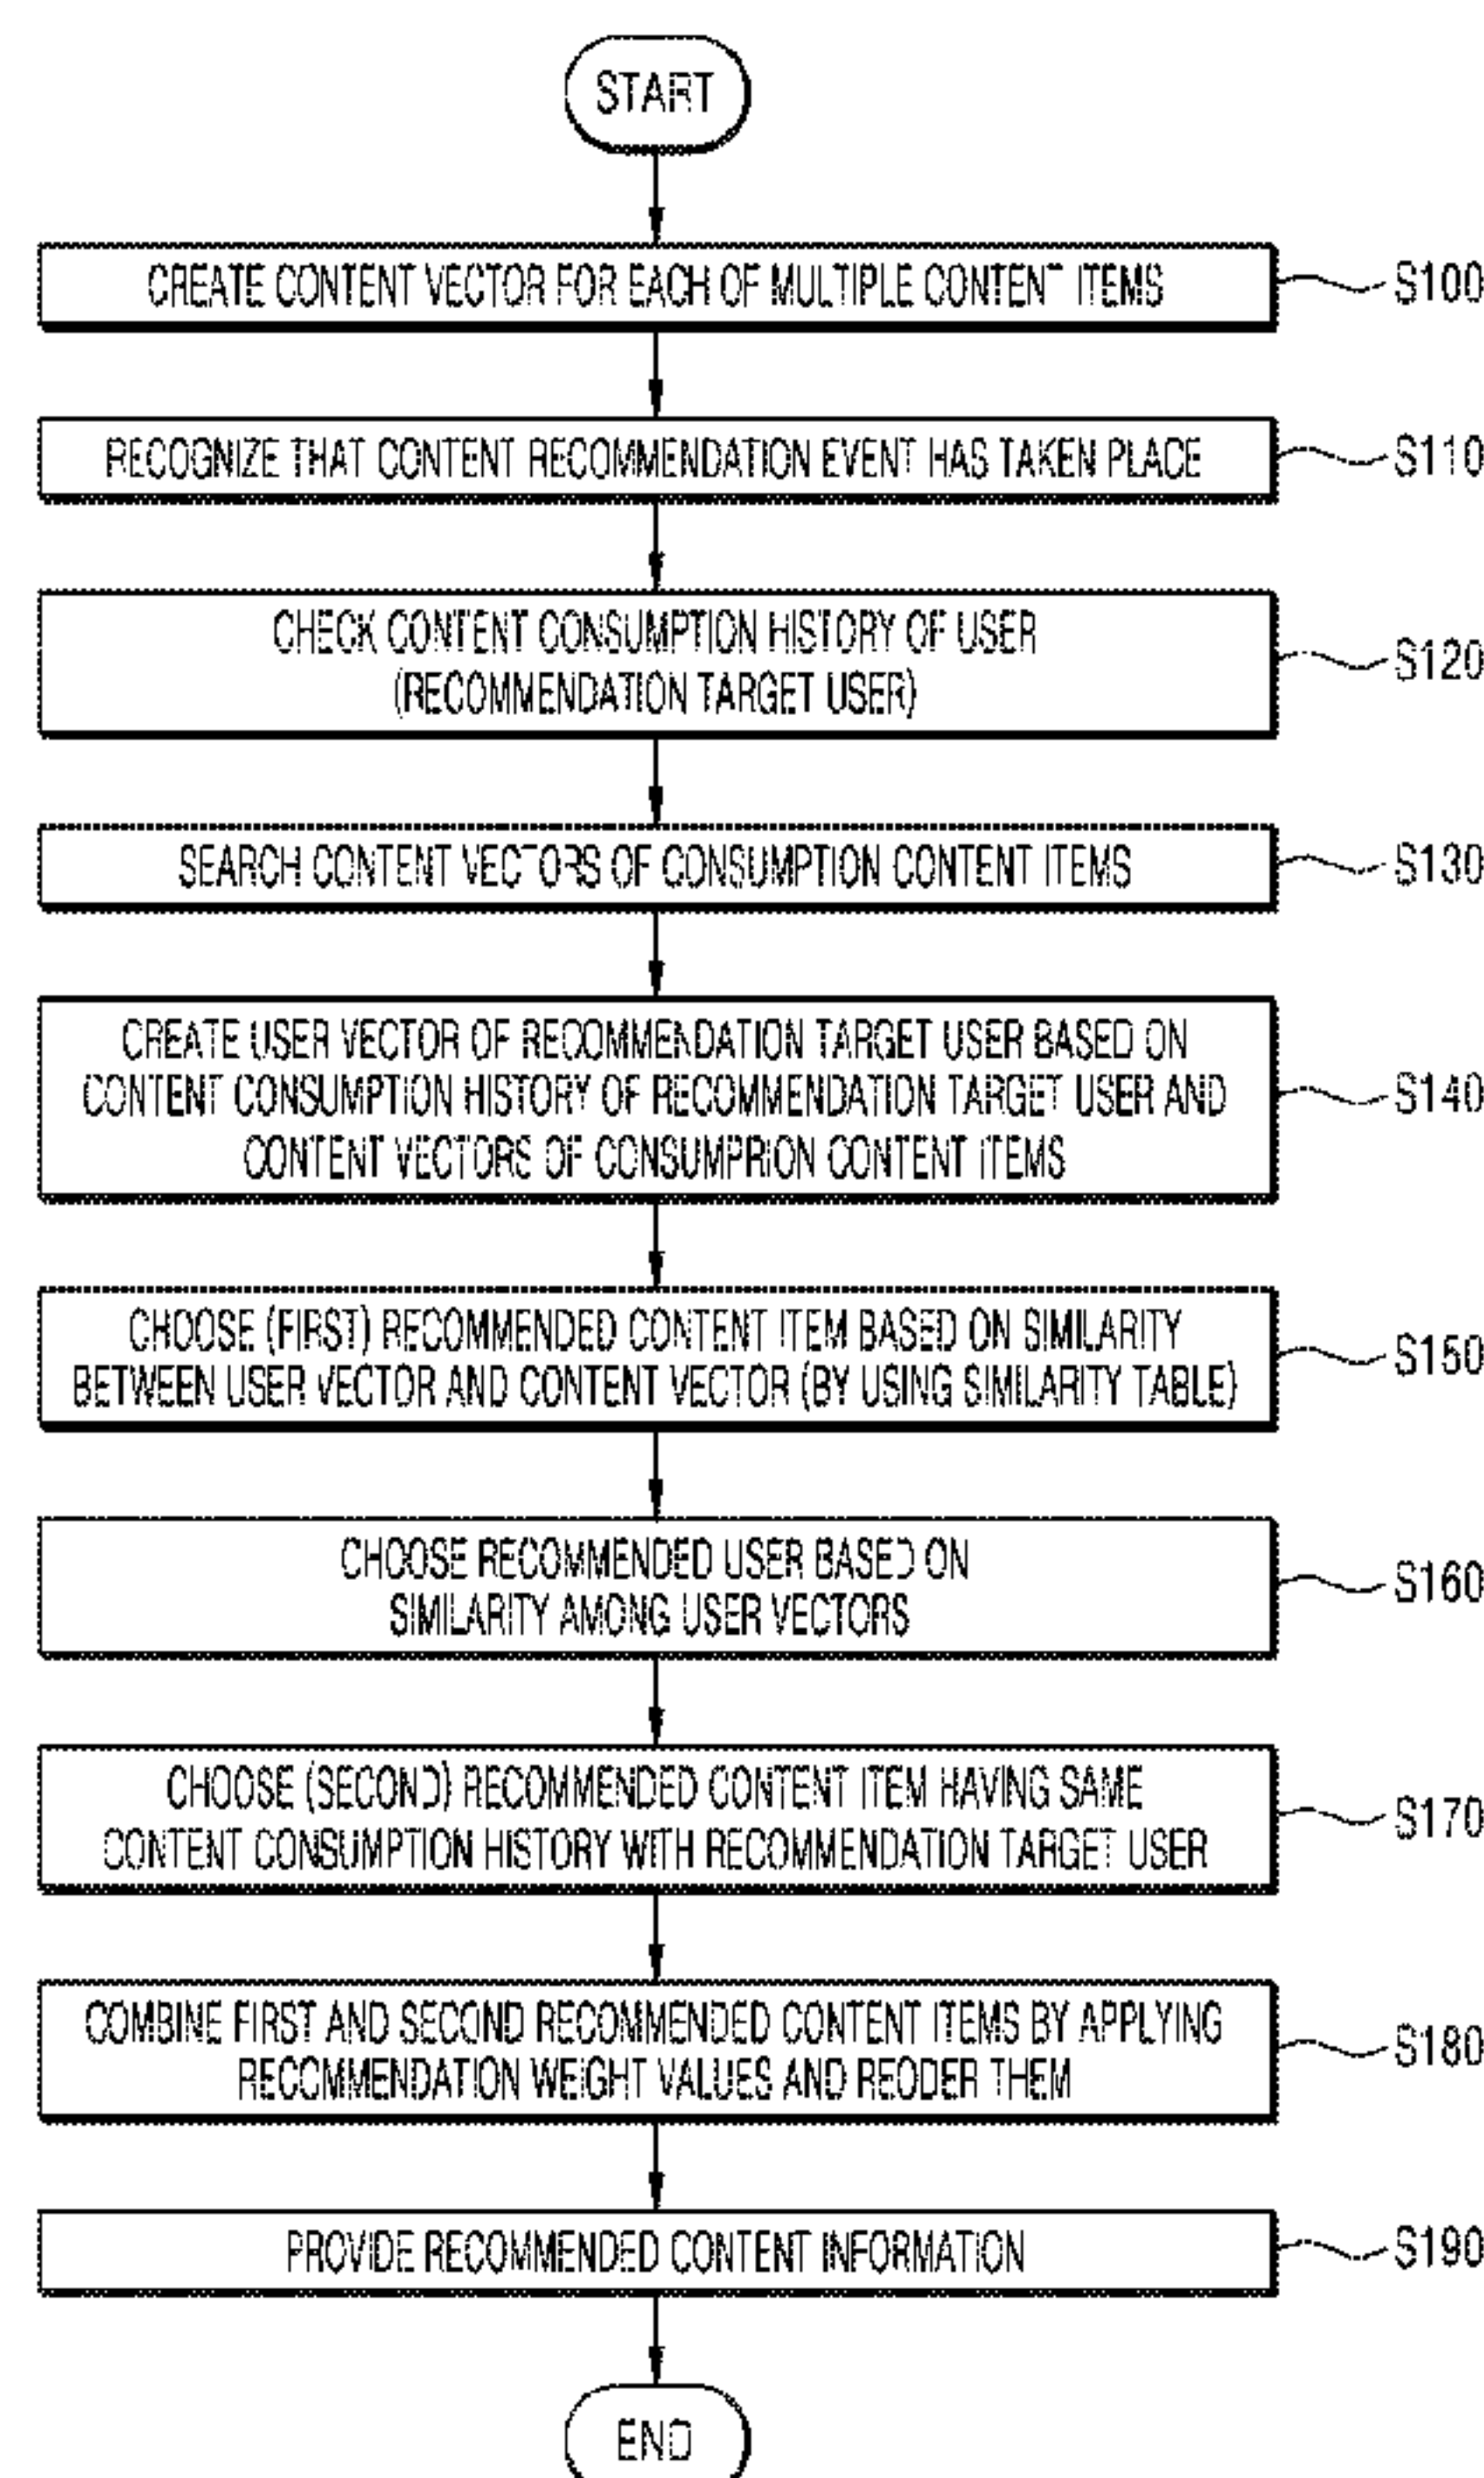 START
CREATE CONTENT VECTOR FOR EACH OF MULTIPLE CONTENT ITEMS
S100
RECOGNIZE THAT CONTENT RECOMMENDATION EVENT HAS TAKEN PLACE
S110
CHECK CONTENT CONSUMPTION HISTORY OF USER
(RECOMMENDATION TARGET USER)
S120
SEARCH CONTENT VECTORS OF CONSUMPTION CONTENT ITEMS
S130
CREATE USER VECTOR OF RECOMMENDATION TARGET USER BASED ON
CONTENT CONSUMPTION HISTORY OF RECOMMENDATION TARGET USER AND
CONTENT VECTORS OF CONSUMPRION CONTENT ITEMS
S140
CHOOSE (FIRST) RECOMMENDED CONTENT ITEM BASED ON SIMILARITY
BETWEEN USER VECTOR AND CONTENT VECTOR (BY USING SIMILARITY TABLE)
S150
CHOOSE RECOMMENDED USER BASED ON
SIMILARITY AMONG USER VECTORS
S160
CHOOSE (SECOND) RECOMMENDED CONTENT ITEM HAVING SAME
CONTENT CONSUMPTION HISTORY WITH RECOMMENDATION TARGET USER
S170
COMBINE FIRST AND SECOND RECOMMENDED CONTENT ITEMS BY APPLYING
RECOMMENDATION WEIGHT VALUES AND REODER THEM
S180
PROVIDE RECOMMENDED CONTENT INFORMATION
S190
END